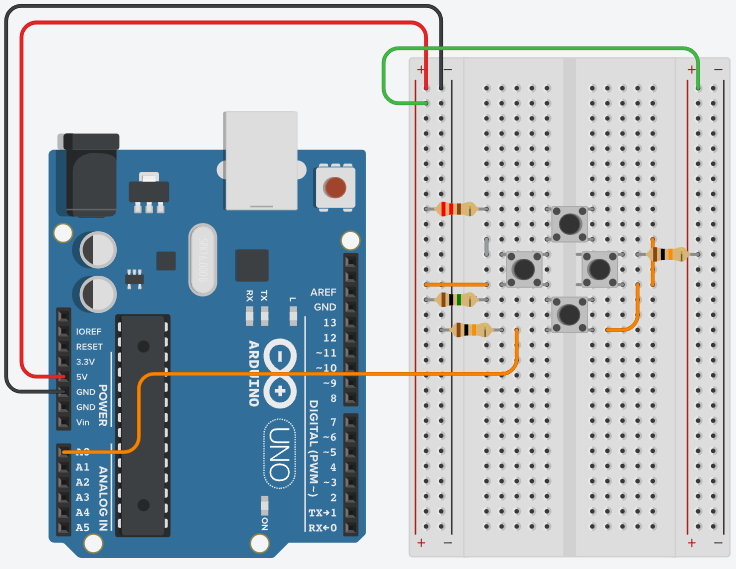 + −
+ −
RX
TX
L
AREF
GND
13
12
~11
~10
~9
8
IOREF
RESET
3.3V
5V
GND
GND
Vin
POWER
ARDUINO
UNO
DIGITAL (PWM~)
7
~6
~5
4
~3
2
TX→1
RX←0
A0
A1
A2
A3
A4
A5
ANALOG IN
ON
+ −
+ −